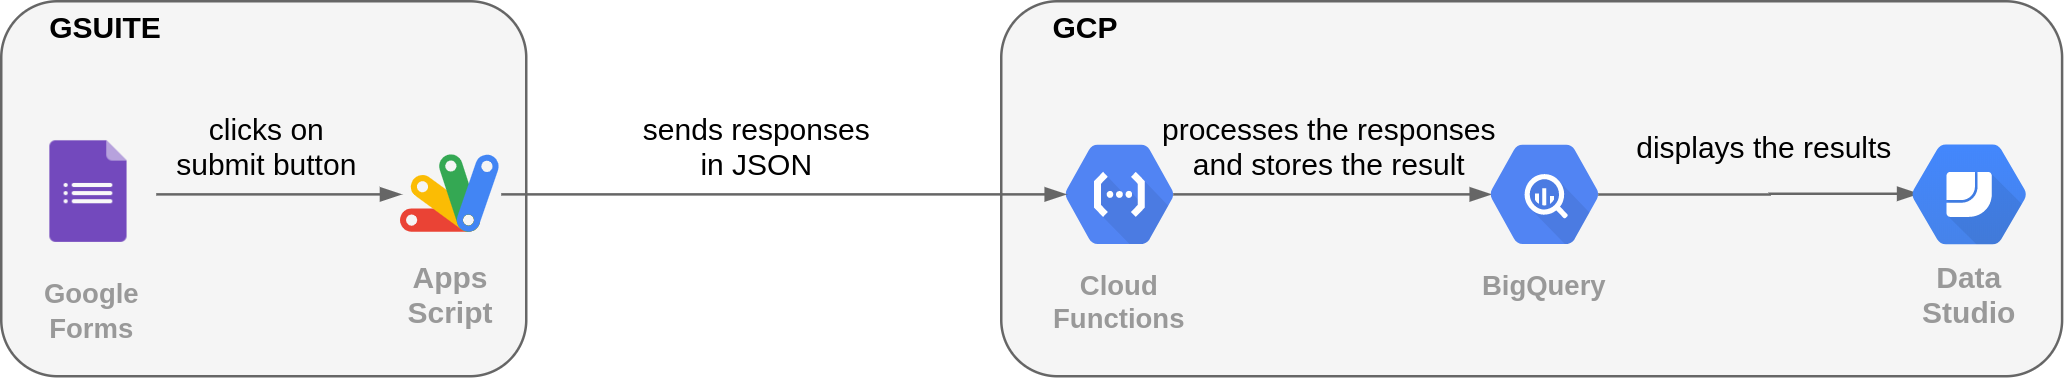 GSUITE
GCP
clicks on
submit button
sends responses
in JSON
processes the responses
and stores the result
displays the results
Google
Forms
Apps
Script
Cloud
Functions
BigQuery
Data
Studio